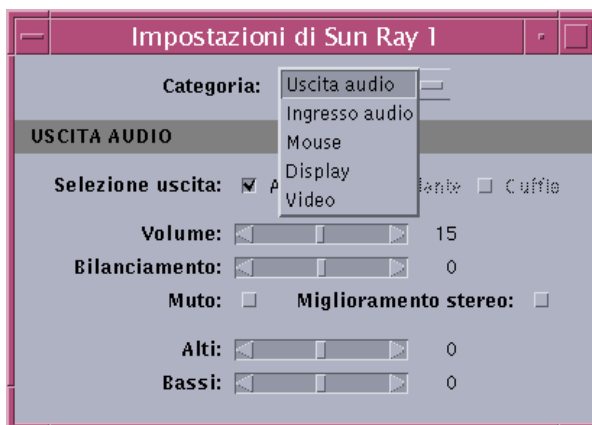 Impostazioni di Sun Ray 1
Categoria: Uscita audio
Ingresso audio
Mouse
Display
Video
USCITA AUDIO
Selezione uscita: Cuffie
Volume: 15
Bilanciamento: 0
Muto: Miglioramento stereo:
Alti: 0
Bassi: 0